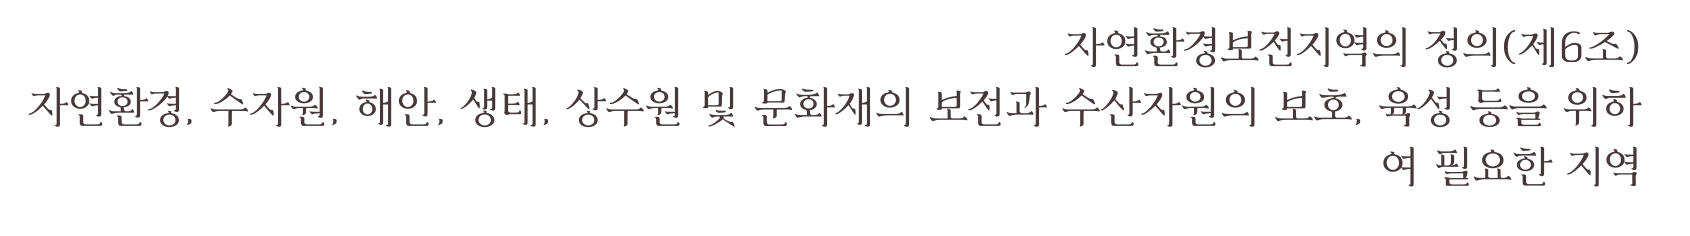 자연환경보전지역의 정의(제6조)
자연환경, 수자원, 해안, 생태, 상수원 및 문화재의 보전과 수산자원의 보호, 육성 등을 위하
여 필요한 지역